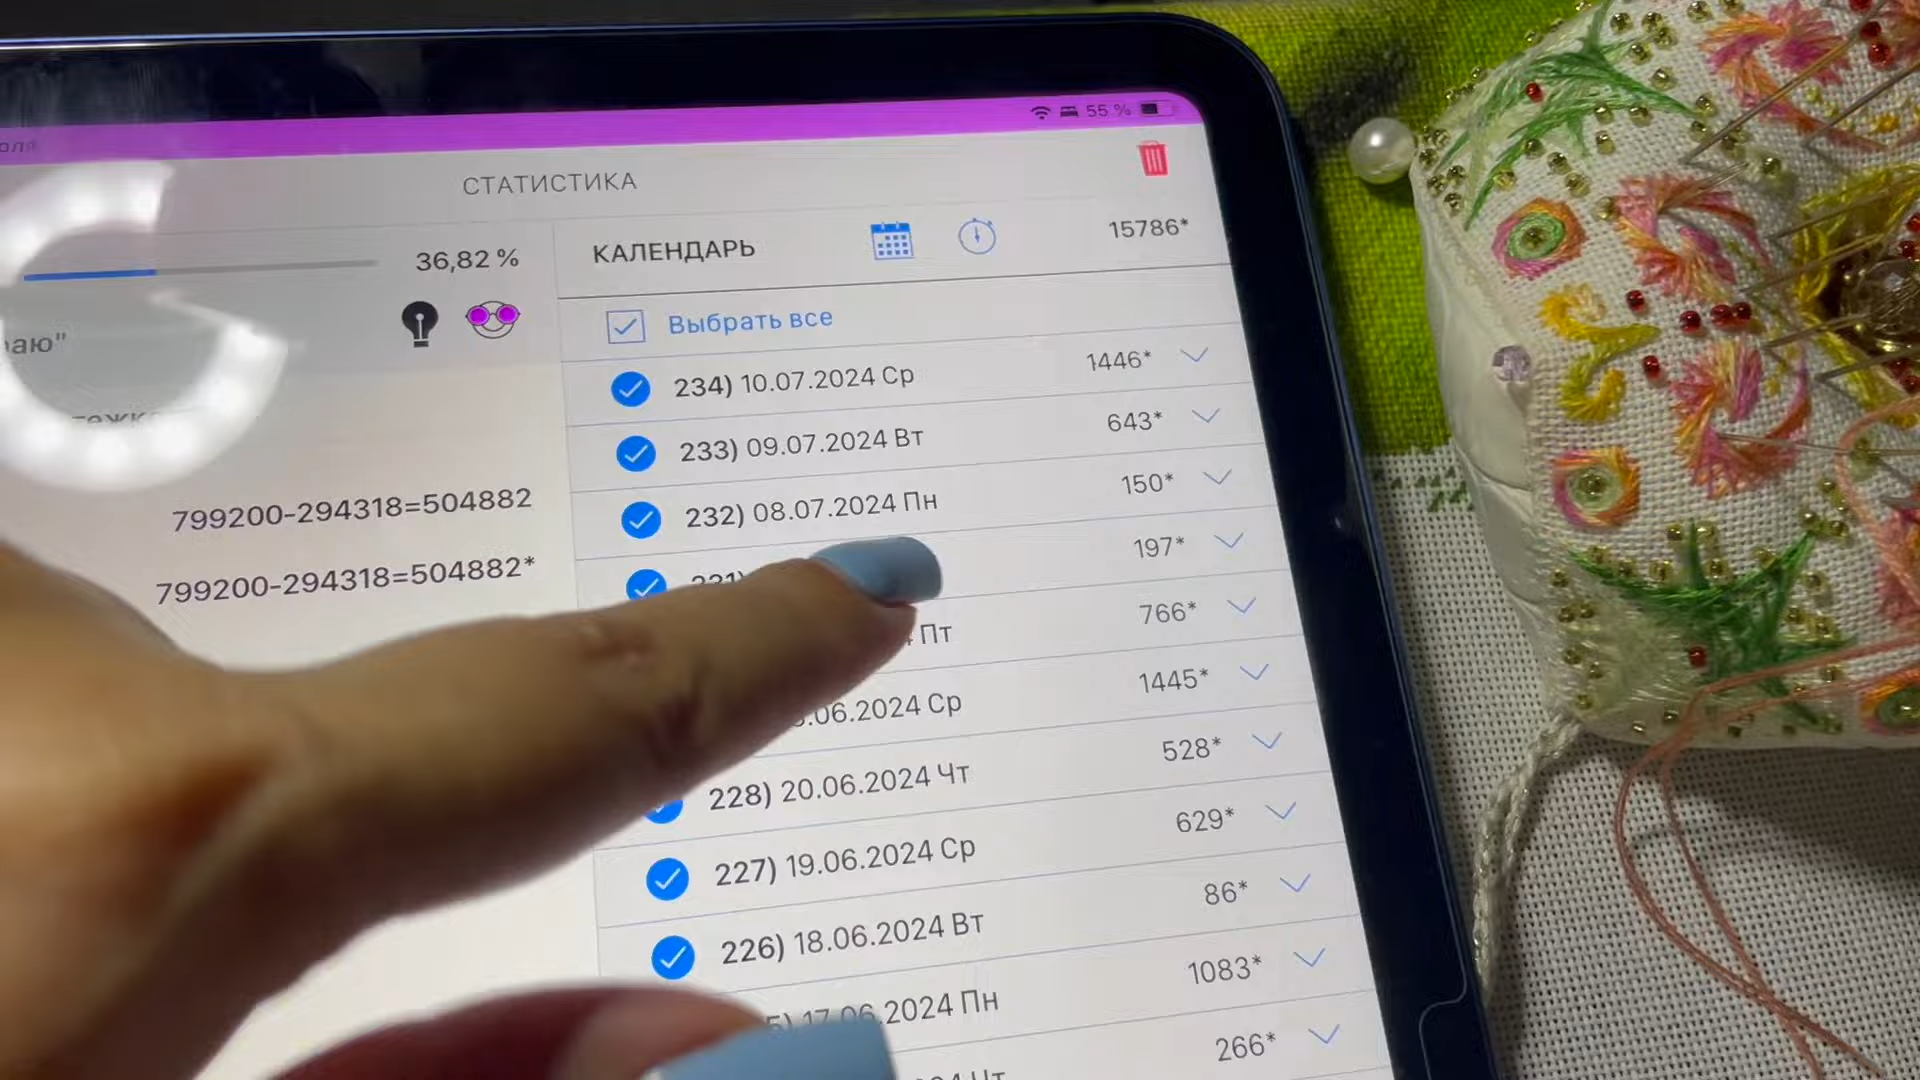 55 %
СТАТИСТИКА
36,82 %
799200-294318=504882
799200-294318=504882*
КАЛЕНДАРЬ
15786*
Выбрать все
234) 10.07.2024 Ср 1446*
233) 09.07.2024 Вт 643*
232) 08.07.2024 Пн 150*
197*
Пт 766*
.06.2024 Ср 1445*
228) 20.06.2024 Чт 528*
227) 19.06.2024 Ср 629*
226) 18.06.2024 Вт 86*
5) 17.06.2024 Пн 1083*
266*